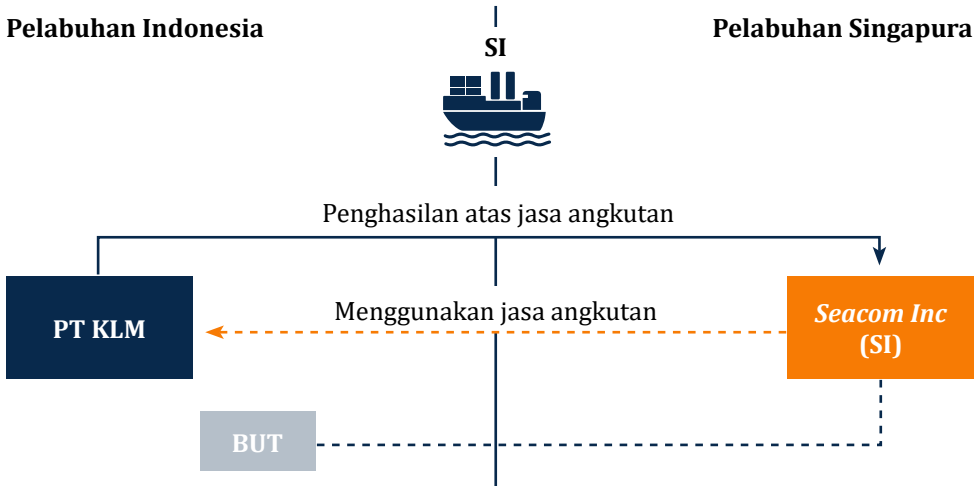 Pelabuhan Indonesia
Pelabuhan Singapura
SI
Penghasilan atas jasa angkutan
PT KLM
Menggunakan jasa angkutan
Seacom Inc
(SI)
BUT